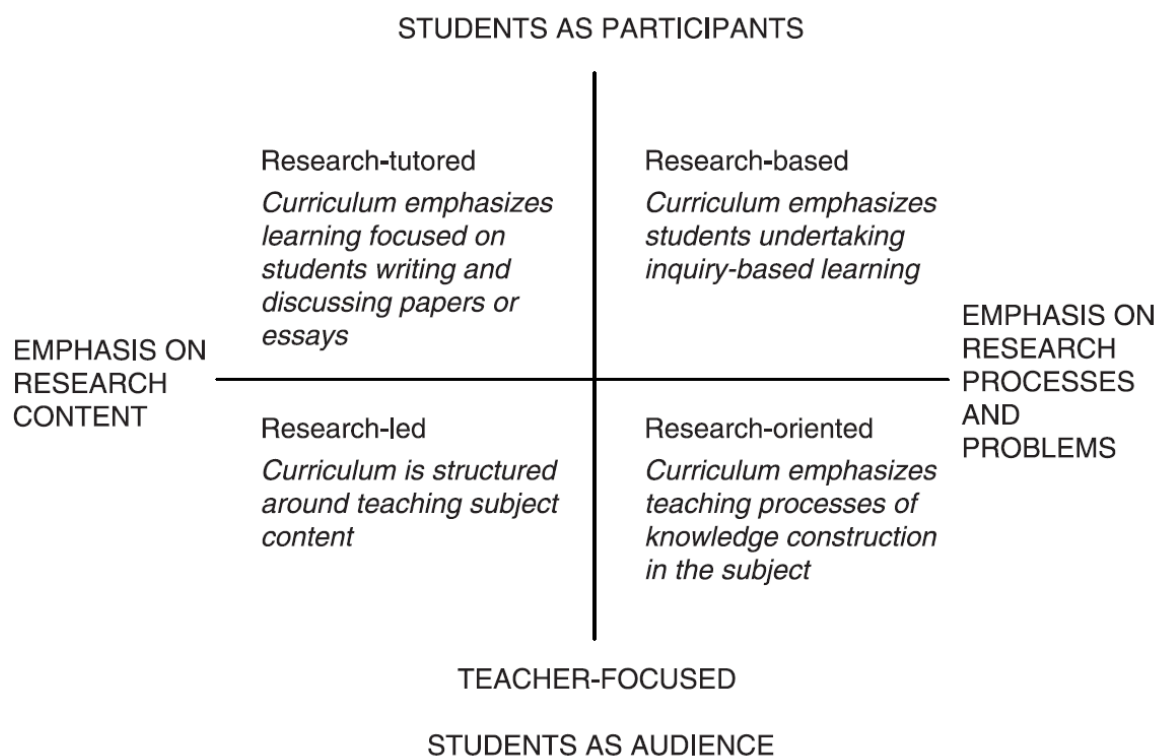 STUDENTS AS PARTICIPANTS
Research-tutored
Curriculum emphasizes
learning focused on
students writing and
discussing papers or
essays
Research-based
Curriculum emphasizes
students undertaking
inquiry-based learning
EMPHASIS ON
RESEARCH
CONTENT
EMPHASIS ON
RESEARCH
PROCESSES
AND
PROBLEMS
Research-led
Curriculum is structured
around teaching subject
content
Research-oriented
Curriculum emphasizes
teaching processes of
knowledge construction
in the subject
TEACHER-FOCUSED
STUDENTS AS AUDIENCE